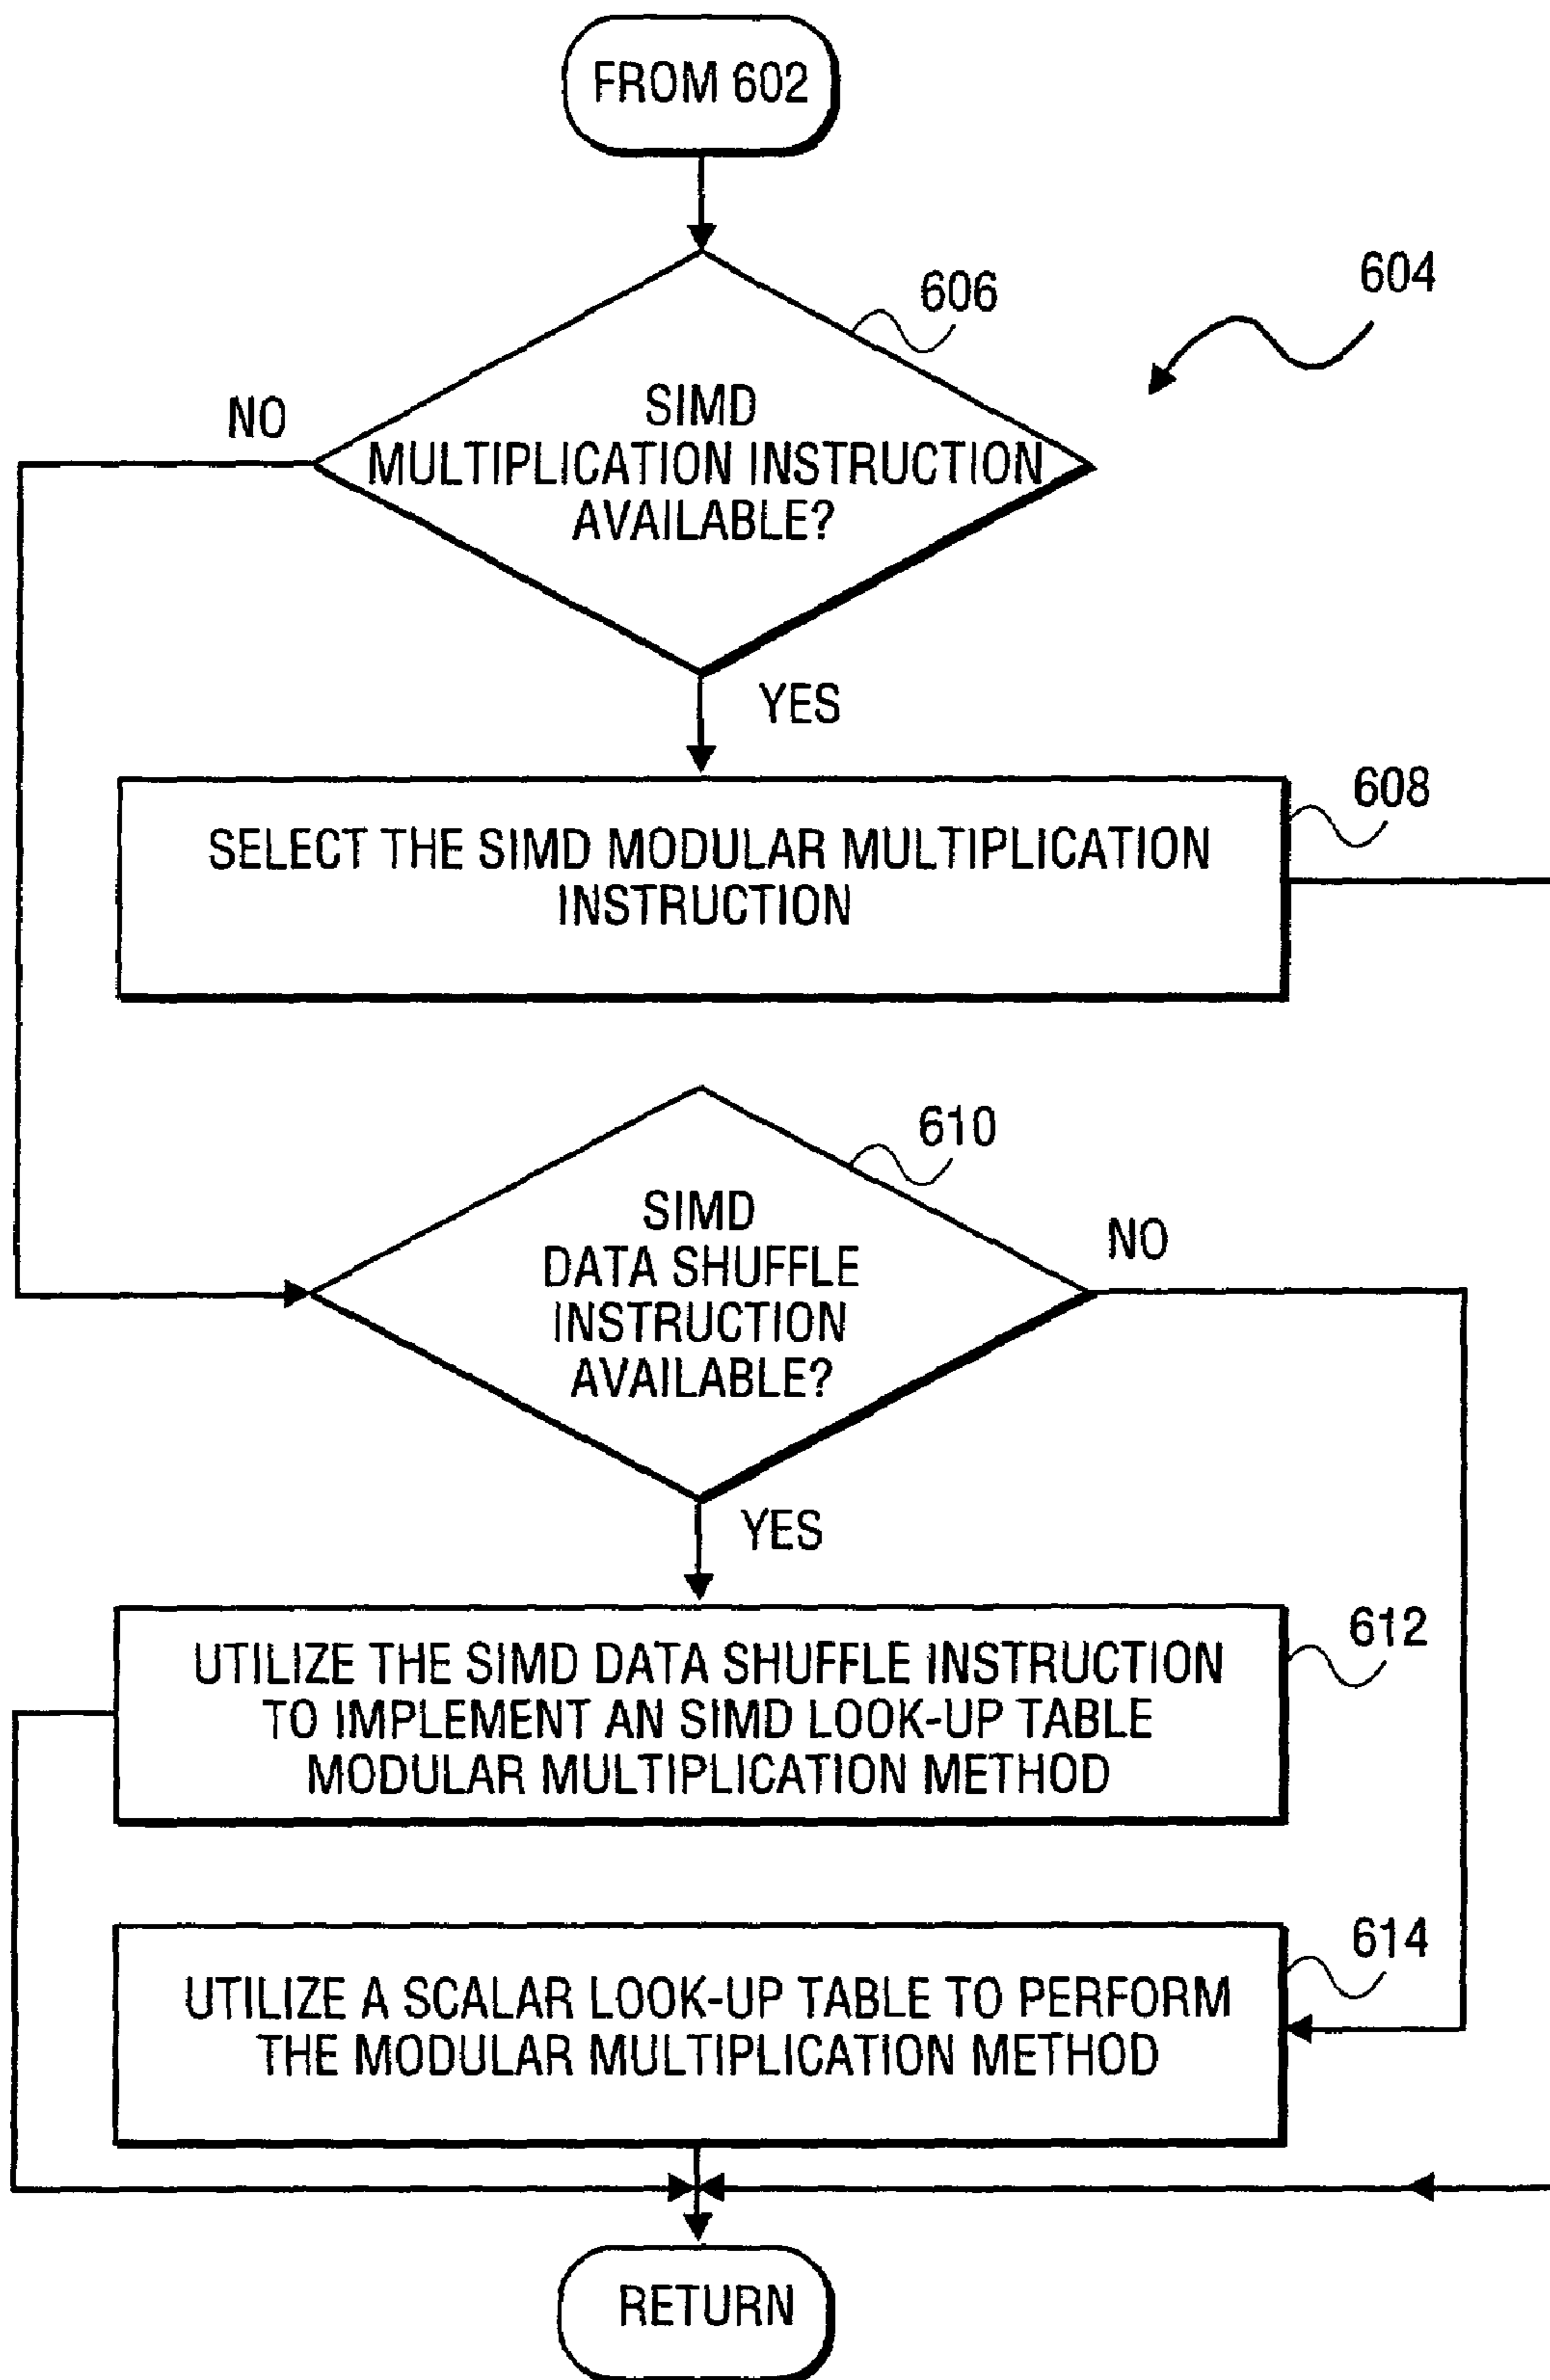 FROM 602
606
604
NO
SIMD
MULTIPLICATION INSTRUCTION
AVAILABLE?
YES
608
SELECT THE SIMD MODULAR MULTIPLICATION
INSTRUCTION
610
SIMD
DATA SHUFFLE
INSTRUCTION
AVAILABLE?
NO
YES
612
UTILIZE THE SIMD DATA SHUFFLE INSTRUCTION
TO IMPLEMENT AN SIMD LOOK-UP TABLE
MODULAR MULTIPLICATION METHOD
614
UTILIZE A SCALAR LOOK-UP TABLE TO PERFORM
THE MODULAR MULTIPLICATION METHOD
RETURN